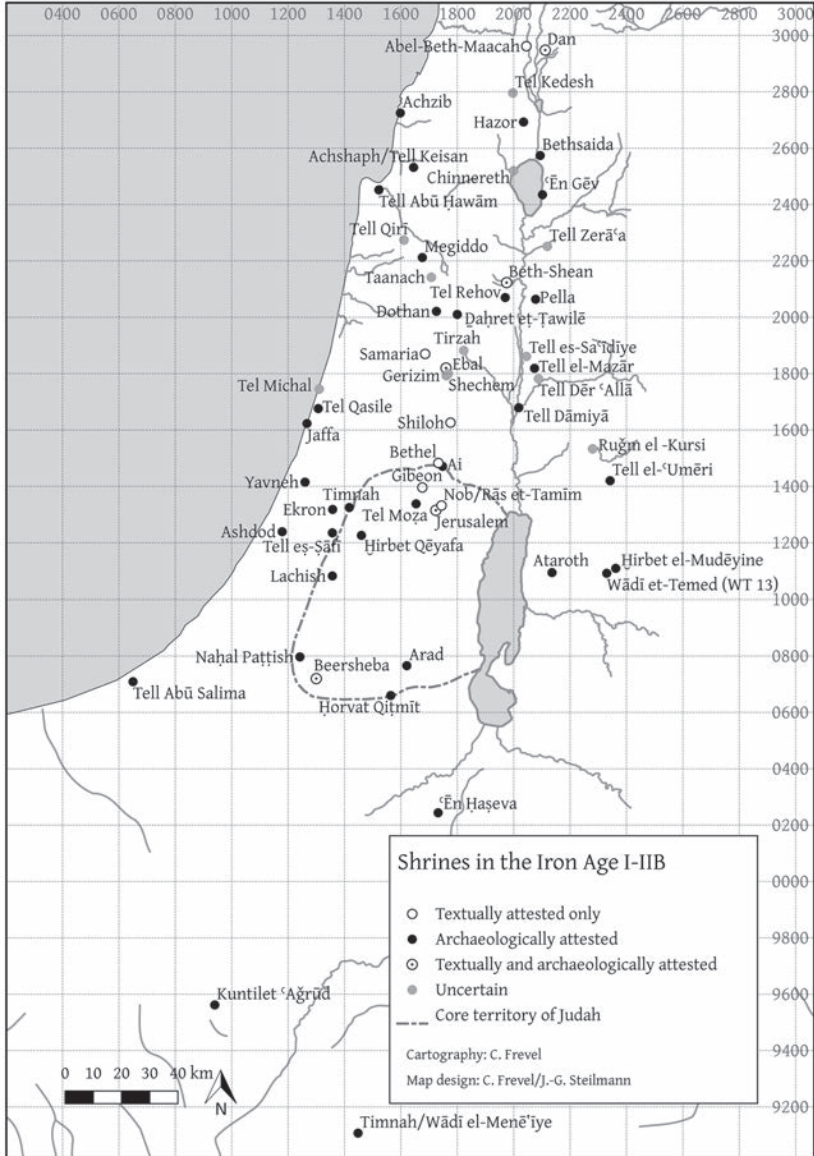 0400 0600 0800 1000 1200 1400 1600 1800 2000 2200 2400 2600 2800 3000
3000
Abel-Beth-Maacah
Dan
Tel Kedesh
2800
Achzib
Hazor
Bethsaida
2600
Achshaph/Tell Keisan
Chinnereth
ʿĒn Gēv
2400
Tell Abū Ḥawām
Tell Qirī
Tell Zerāʿa
Megiddo
2200
Taanach
Beth-Shean
Tel Rehov
Pella
Dothan
Ḏahret eṭ-Ṭawilē
2000
Tirzah
Samaria
Tell es-Saʿīdīye
Ebal
Tell el-Mazār
Gerizim
1800
Shechem
Tell Dēr ʿAllā
Tel Michal
Tel Qasile
Tell Dāmiyā
Shiloh
1600
Jaffa
Ruǧm el -Kursi
Bethel
Ai
Tell el-ʿUmēri
Gibeon
Yavneh
1400
Timnah
Nob/Rās et-Tamīm
Ekron
Tel Moẓa
Jerusalem
Ashdod
Tell eṣ-Ṣāfi
Ḫirbet Qēyafa
1200
Ataroth
Ḫirbet el-Mudēyine
Lachish
Wādī et-Temed (WT 13)
1000
Naḥal Paṭṭish
Beersheba
Arad
0800
Tell Abū Salima
Ḥorvat Qiṭmīt
0600
0400
ʿĒn Ḥaṣeva
0200
Shrines in the Iron Age I-IIB
0000
Textually attested only
Archaeologically attested
9800
Textually and archaeologically attested
Uncertain
Kuntilet ʿAǧrūd
9600
Core territory of Judah
Cartography: C. Frevel
9400
Map design: C. Frevel/J.-G. Steilmann
0 10 20 30 40 km
N
9200
Timnah/Wādī el-Menēʿīye